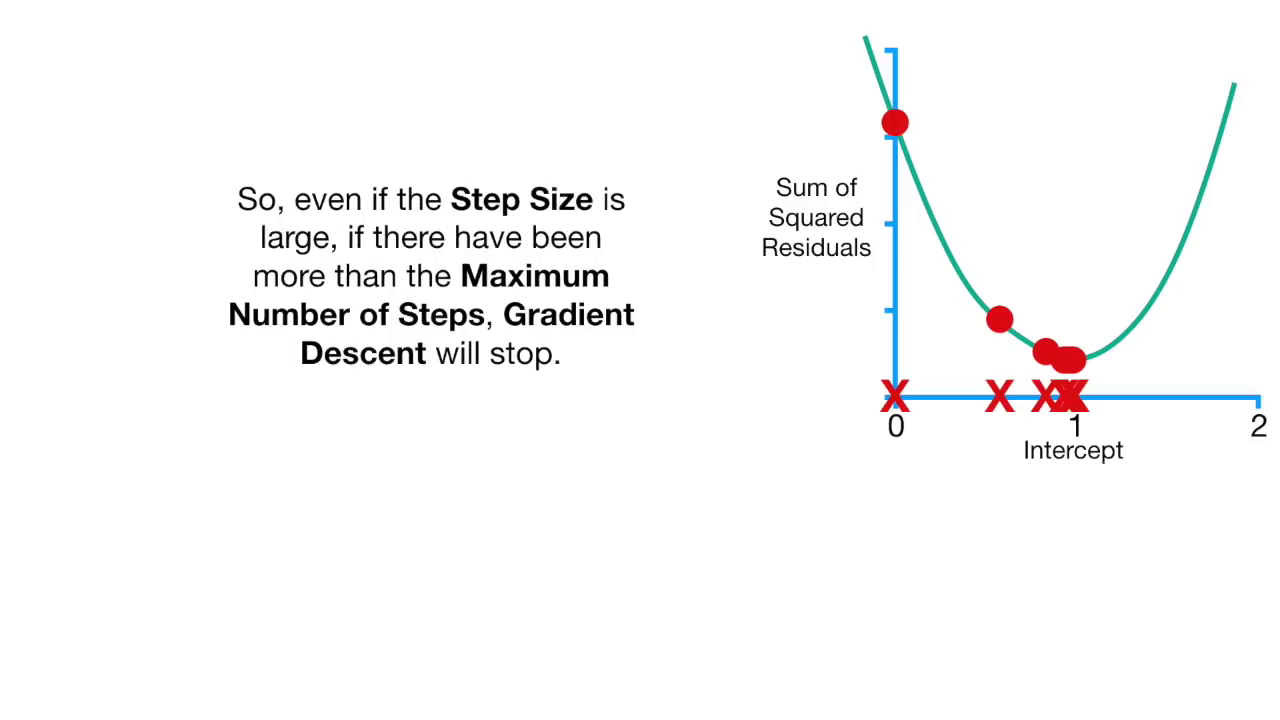 So, even if the Step Size is
large, if there have been
more than the Maximum
Number of Steps, Gradient
Descent will stop.
Sum of
Squared
Residuals
X X X X X X
0 1 2
Intercept